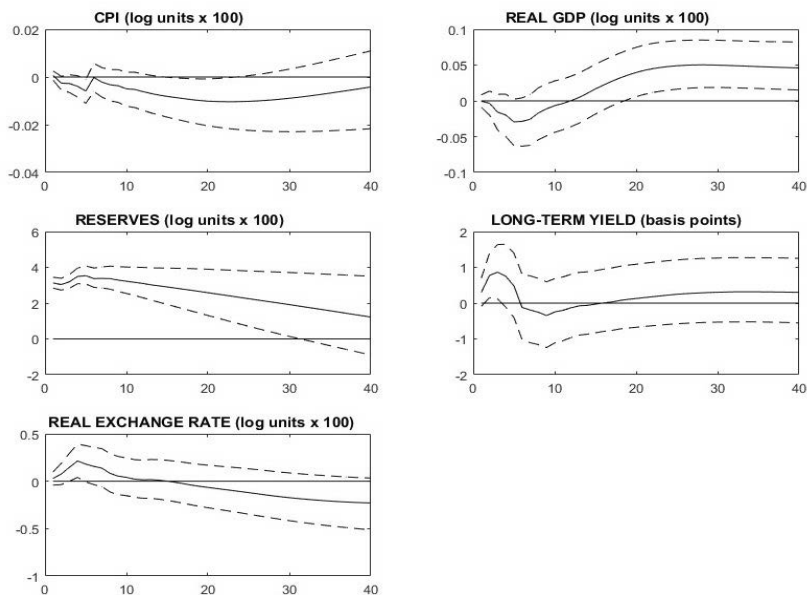 CPI (log units x 100)
0.02
0
-0.02
-0.04
0 10 20 30 40
REAL GDP (log units x 100)
0.1
0.05
0
-0.05
-0.1
0 10 20 30 40
RESERVES (log units x 100)
6
4
2
0
-2
0 10 20 30 40
LONG-TERM YIELD (basis points)
2
1
0
-1
-2
0 10 20 30 40
REAL EXCHANGE RATE (log units x 100)
0.5
0
-0.5
-1
0 10 20 30 40